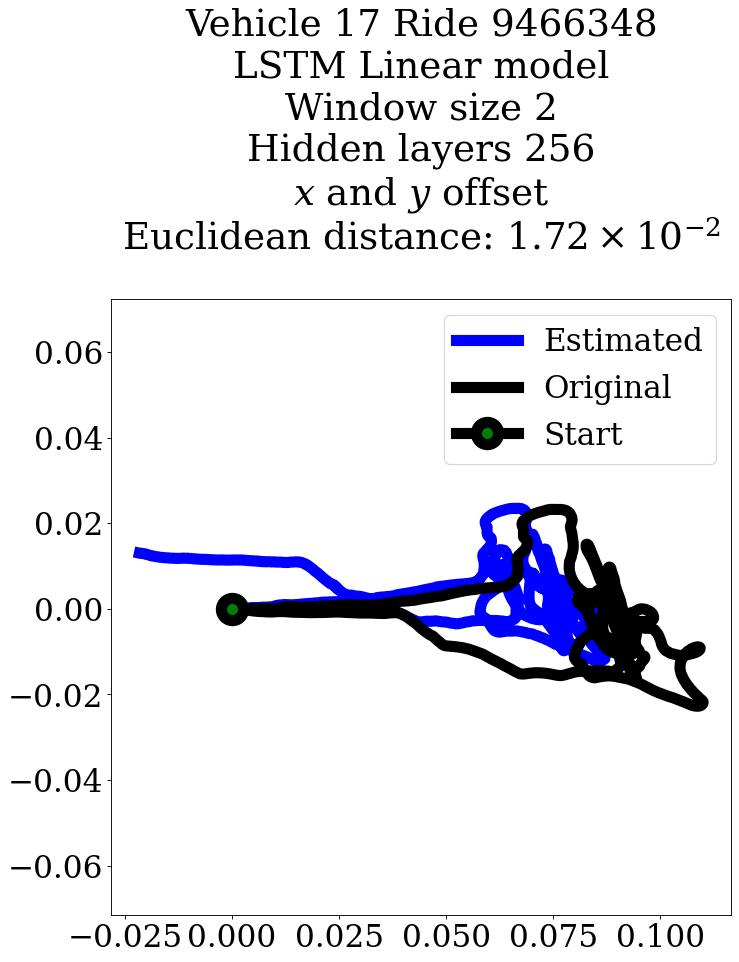 Vehicle 17 Ride 9466348
LSTM Linear model
Window size 2
Hidden layers 256
x and y offset
Euclidean distance: 1.72 × 10⁻²
Estimated
Original
Start
0.06
0.04
0.02
0.00
−0.02
−0.04
−0.06
−0.025 0.000 0.025 0.050 0.075 0.100